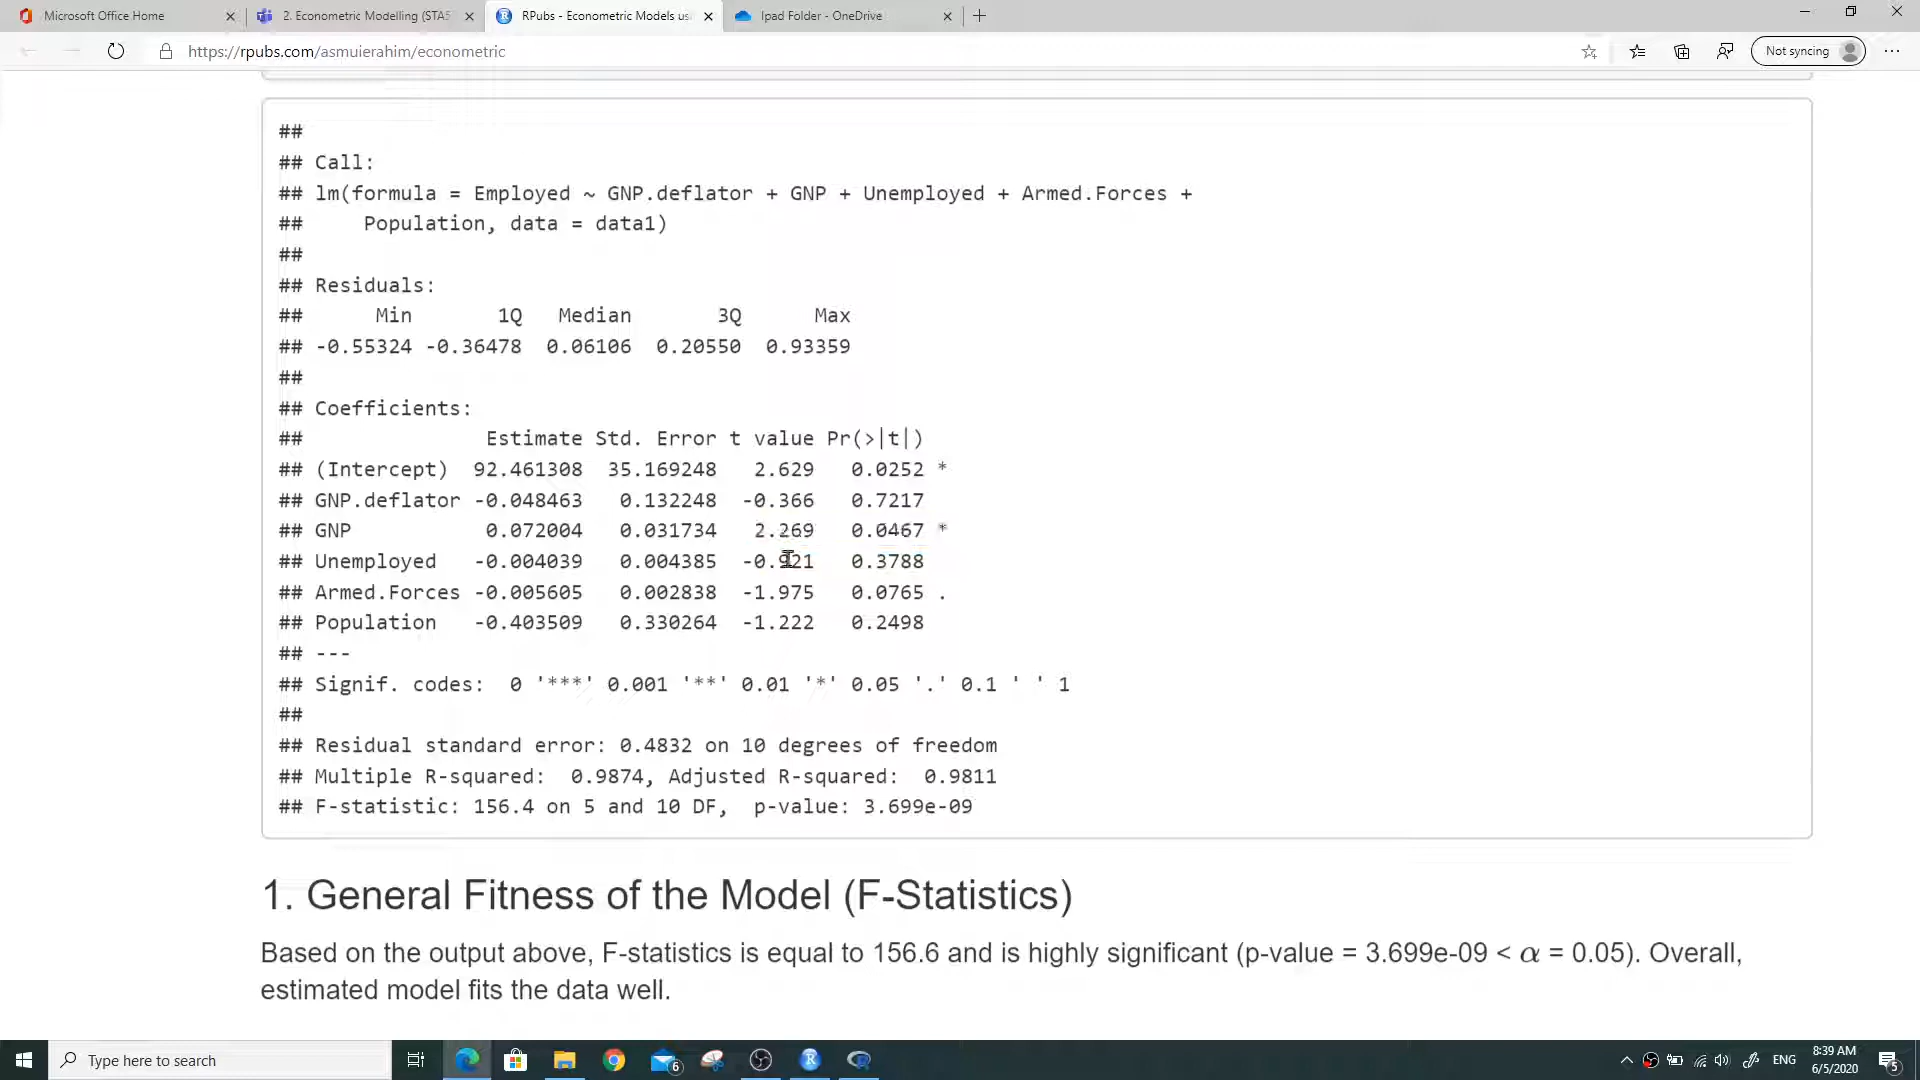 Microsoft Office Home
2. Econometric Modelling (STA5
RPubs - Econometric Models us
Ipad Folder - OneDrive
https://rpubs.com/asmuierahim/econometric
Not syncing
##
## Call:
## lm(formula = Employed ~ GNP.deflator + GNP + Unemployed + Armed.Forces +
##     Population, data = data1)
##
## Residuals:
##      Min       1Q   Median       3Q      Max
## -0.55324 -0.36478  0.06106  0.20550  0.93359
##
## Coefficients:
##               Estimate Std. Error t value Pr(>|t|)
## (Intercept)  92.461308  35.169248   2.629   0.0252 *
## GNP.deflator -0.048463   0.132248  -0.366   0.7217
## GNP           0.072004   0.031734   2.269   0.0467 *
## Unemployed   -0.004039   0.004385  -0.921   0.3788
## Armed.Forces -0.005605   0.002838  -1.975   0.0765 .
## Population   -0.403509   0.330264  -1.222   0.2498
## ---
## Signif. codes:  0 '***' 0.001 '**' 0.01 '*' 0.05 '.' 0.1 ' ' 1
##
## Residual standard error: 0.4832 on 10 degrees of freedom
## Multiple R-squared:  0.9874, Adjusted R-squared:  0.9811
## F-statistic: 156.4 on 5 and 10 DF,  p-value: 3.699e-09
1. General Fitness of the Model (F-Statistics)
Based on the output above, F-statistics is equal to 156.6 and is highly significant (p-value = 3.699e-09 < α = 0.05). Overall,
estimated model fits the data well.
Type here to search
6
ENG
8:39 AM
6/5/2020
5